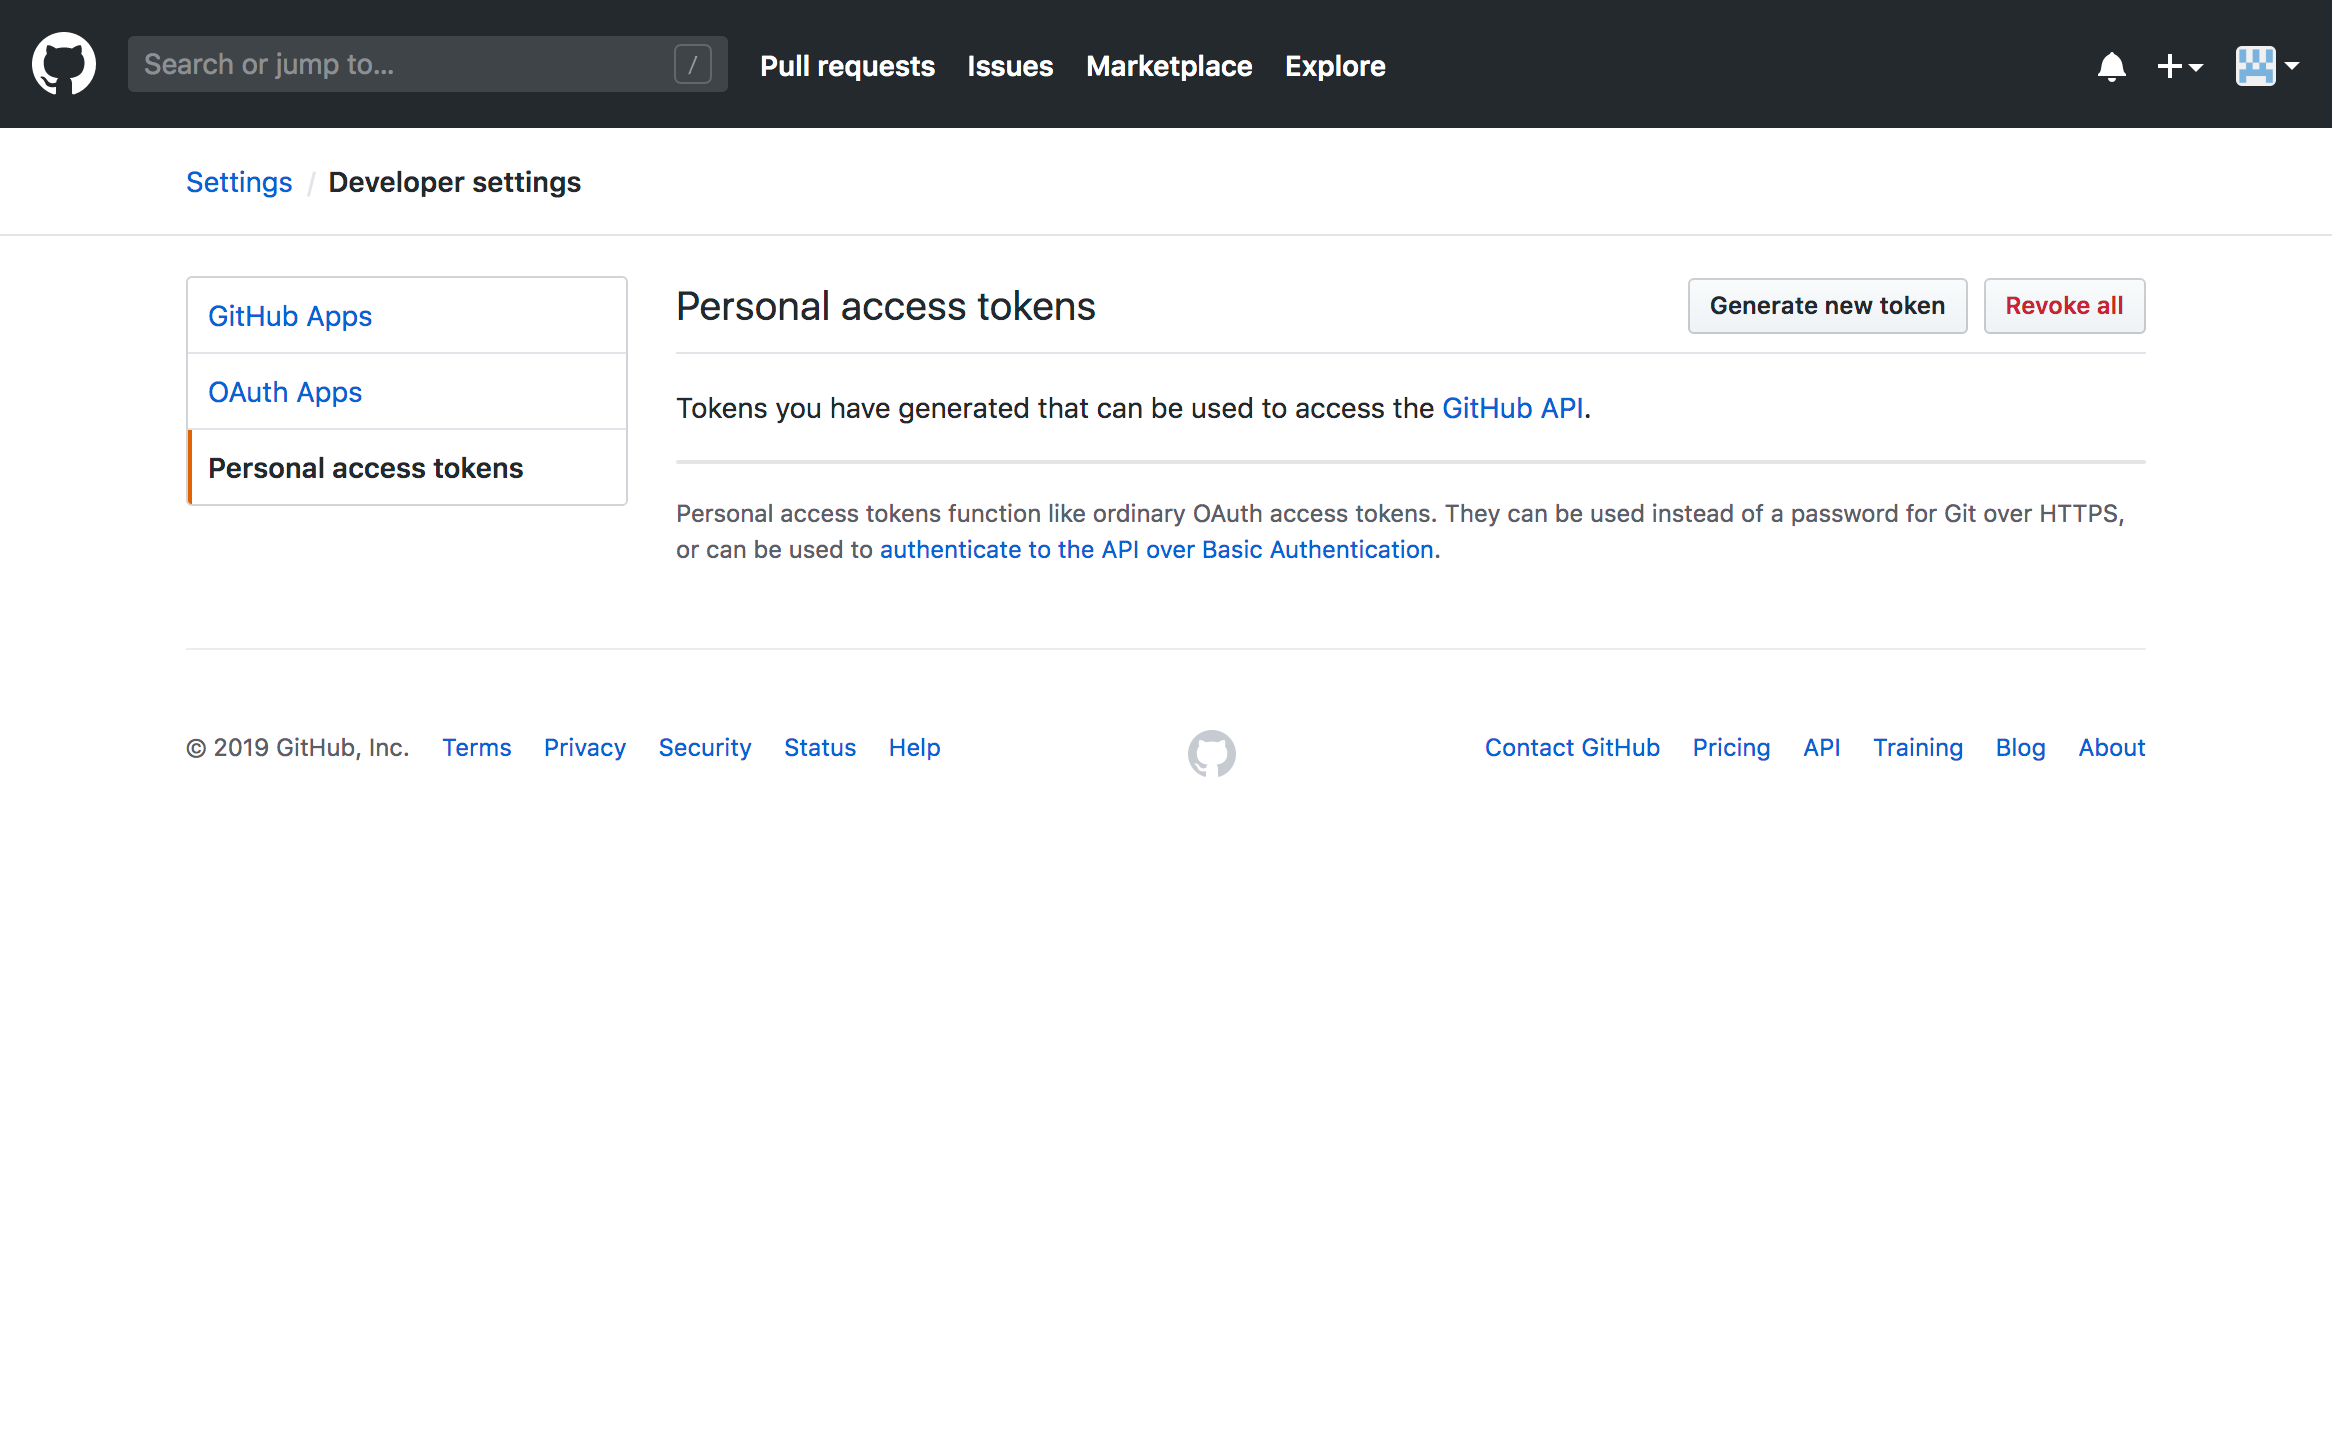 Search or jump to... /
Pull requests Issues Marketplace Explore
Settings / Developer settings
GitHub Apps
OAuth Apps
Personal access tokens
Personal access tokens
Generate new token Revoke all
Tokens you have generated that can be used to access the GitHub API.
Personal access tokens function like ordinary OAuth access tokens. They can be used instead of a password for Git over HTTPS,
or can be used to authenticate to the API over Basic Authentication.
© 2019 GitHub, Inc. Terms Privacy Security Status Help
Contact GitHub Pricing API Training Blog About